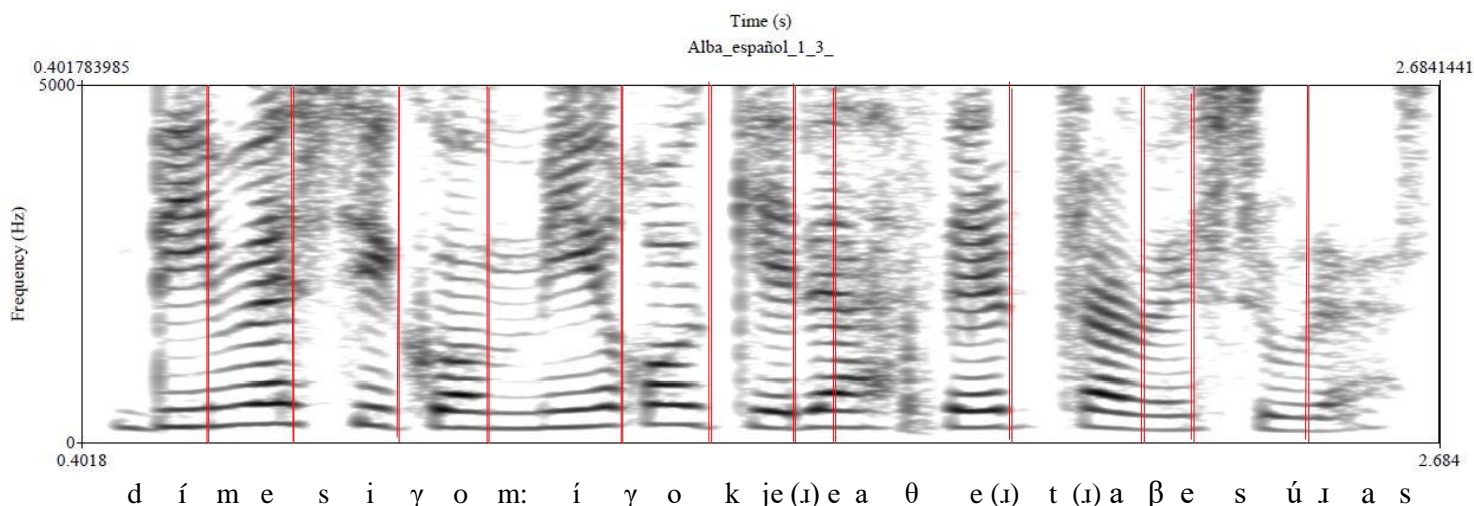 Time (s)
Alba_español_1_3_
0.401783985 2.6841441
5000
Frequency (Hz)
0
0.4018 2.684
d í m e s i γ o m: í γ o k je (ɹ) e a θ e (ɹ) t (ɹ) a β e s ú ɹ a s